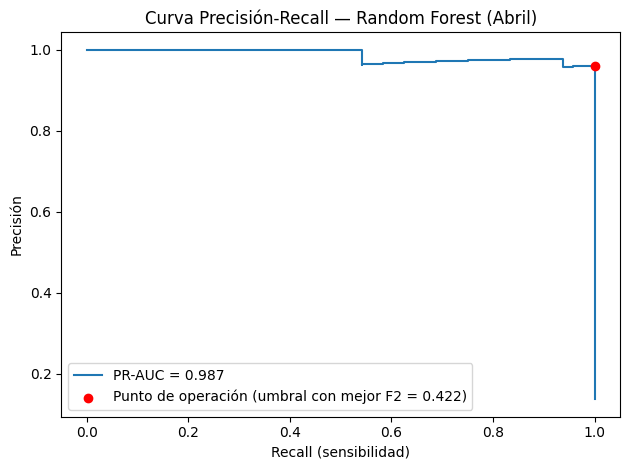 Curva Precisión-Recall — Random Forest (Abril)
Precisión
1.0
0.8
0.6
0.4
0.2
PR-AUC = 0.987
Punto de operación (umbral con mejor F2 = 0.422)
0.0 0.2 0.4 0.6 0.8 1.0
Recall (sensibilidad)